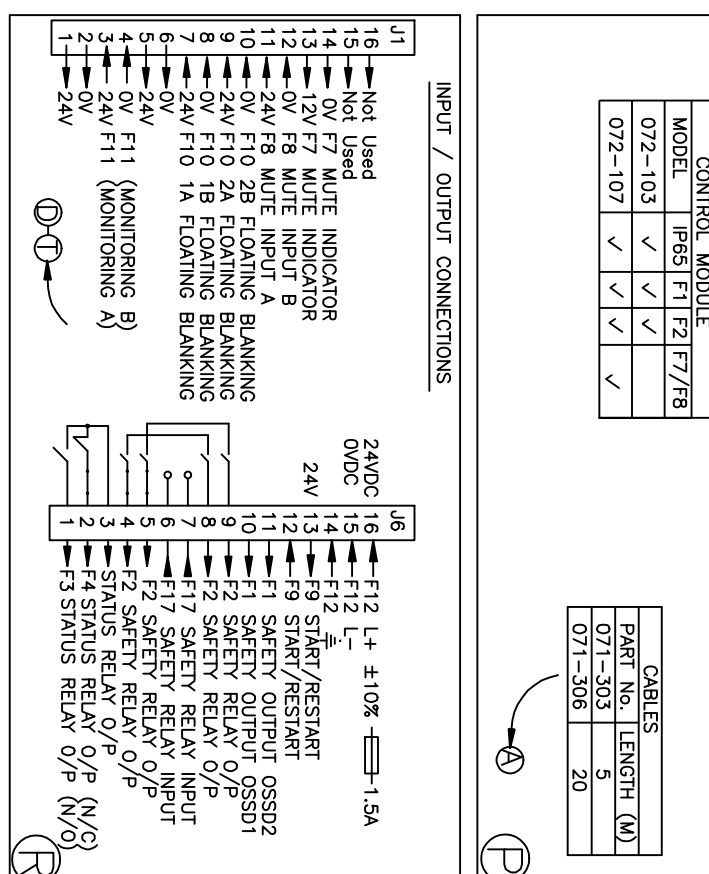 CONTROL MODULE
MODEL IP65 F1 F2 F7/F8
072-103 ✓ ✓ ✓
072-107 ✓ ✓ ✓ ✓
CABLES
PART No. LENGTH (M)
071-303 5
071-306 20
A
P
INPUT / OUTPUT CONNECTIONS
J1
16 Not Used
15 Not Used
14 0V F7 MUTE INDICATOR
13 12V F7 MUTE INDICATOR
12 0V F8 MUTE INPUT B
11 24V F8 MUTE INPUT A
10 0V F10 2B FLOATING BLANKING
9 24V F10 2A FLOATING BLANKING
8 0V F10 1B FLOATING BLANKING
7 24V F10 1A FLOATING BLANKING
6 0V
5 24V
4 0V F11 (MONITORING B)
3 24V F11 (MONITORING A)
2 0V
1 24V
D T
J6
24VDC 16 F12 L+ ±10% 1.5A
0VDC 15 F12 L-
14 F12
24V 13 F9 START/RESTART
12 F9 START/RESTART
11 F1 SAFETY OUTPUT OSSD2
10 F1 SAFETY OUTPUT OSSD1
9 F2 SAFETY RELAY O/P
8 F2 SAFETY RELAY O/P
7 F17 SAFETY RELAY INPUT
6 F17 SAFETY RELAY INPUT
5 F2 SAFETY RELAY O/P
4 F2 SAFETY RELAY O/P
3 STATUS RELAY O/P
2 F4 STATUS RELAY O/P (N/C)
1 F3 STATUS RELAY O/P (N/O)
R